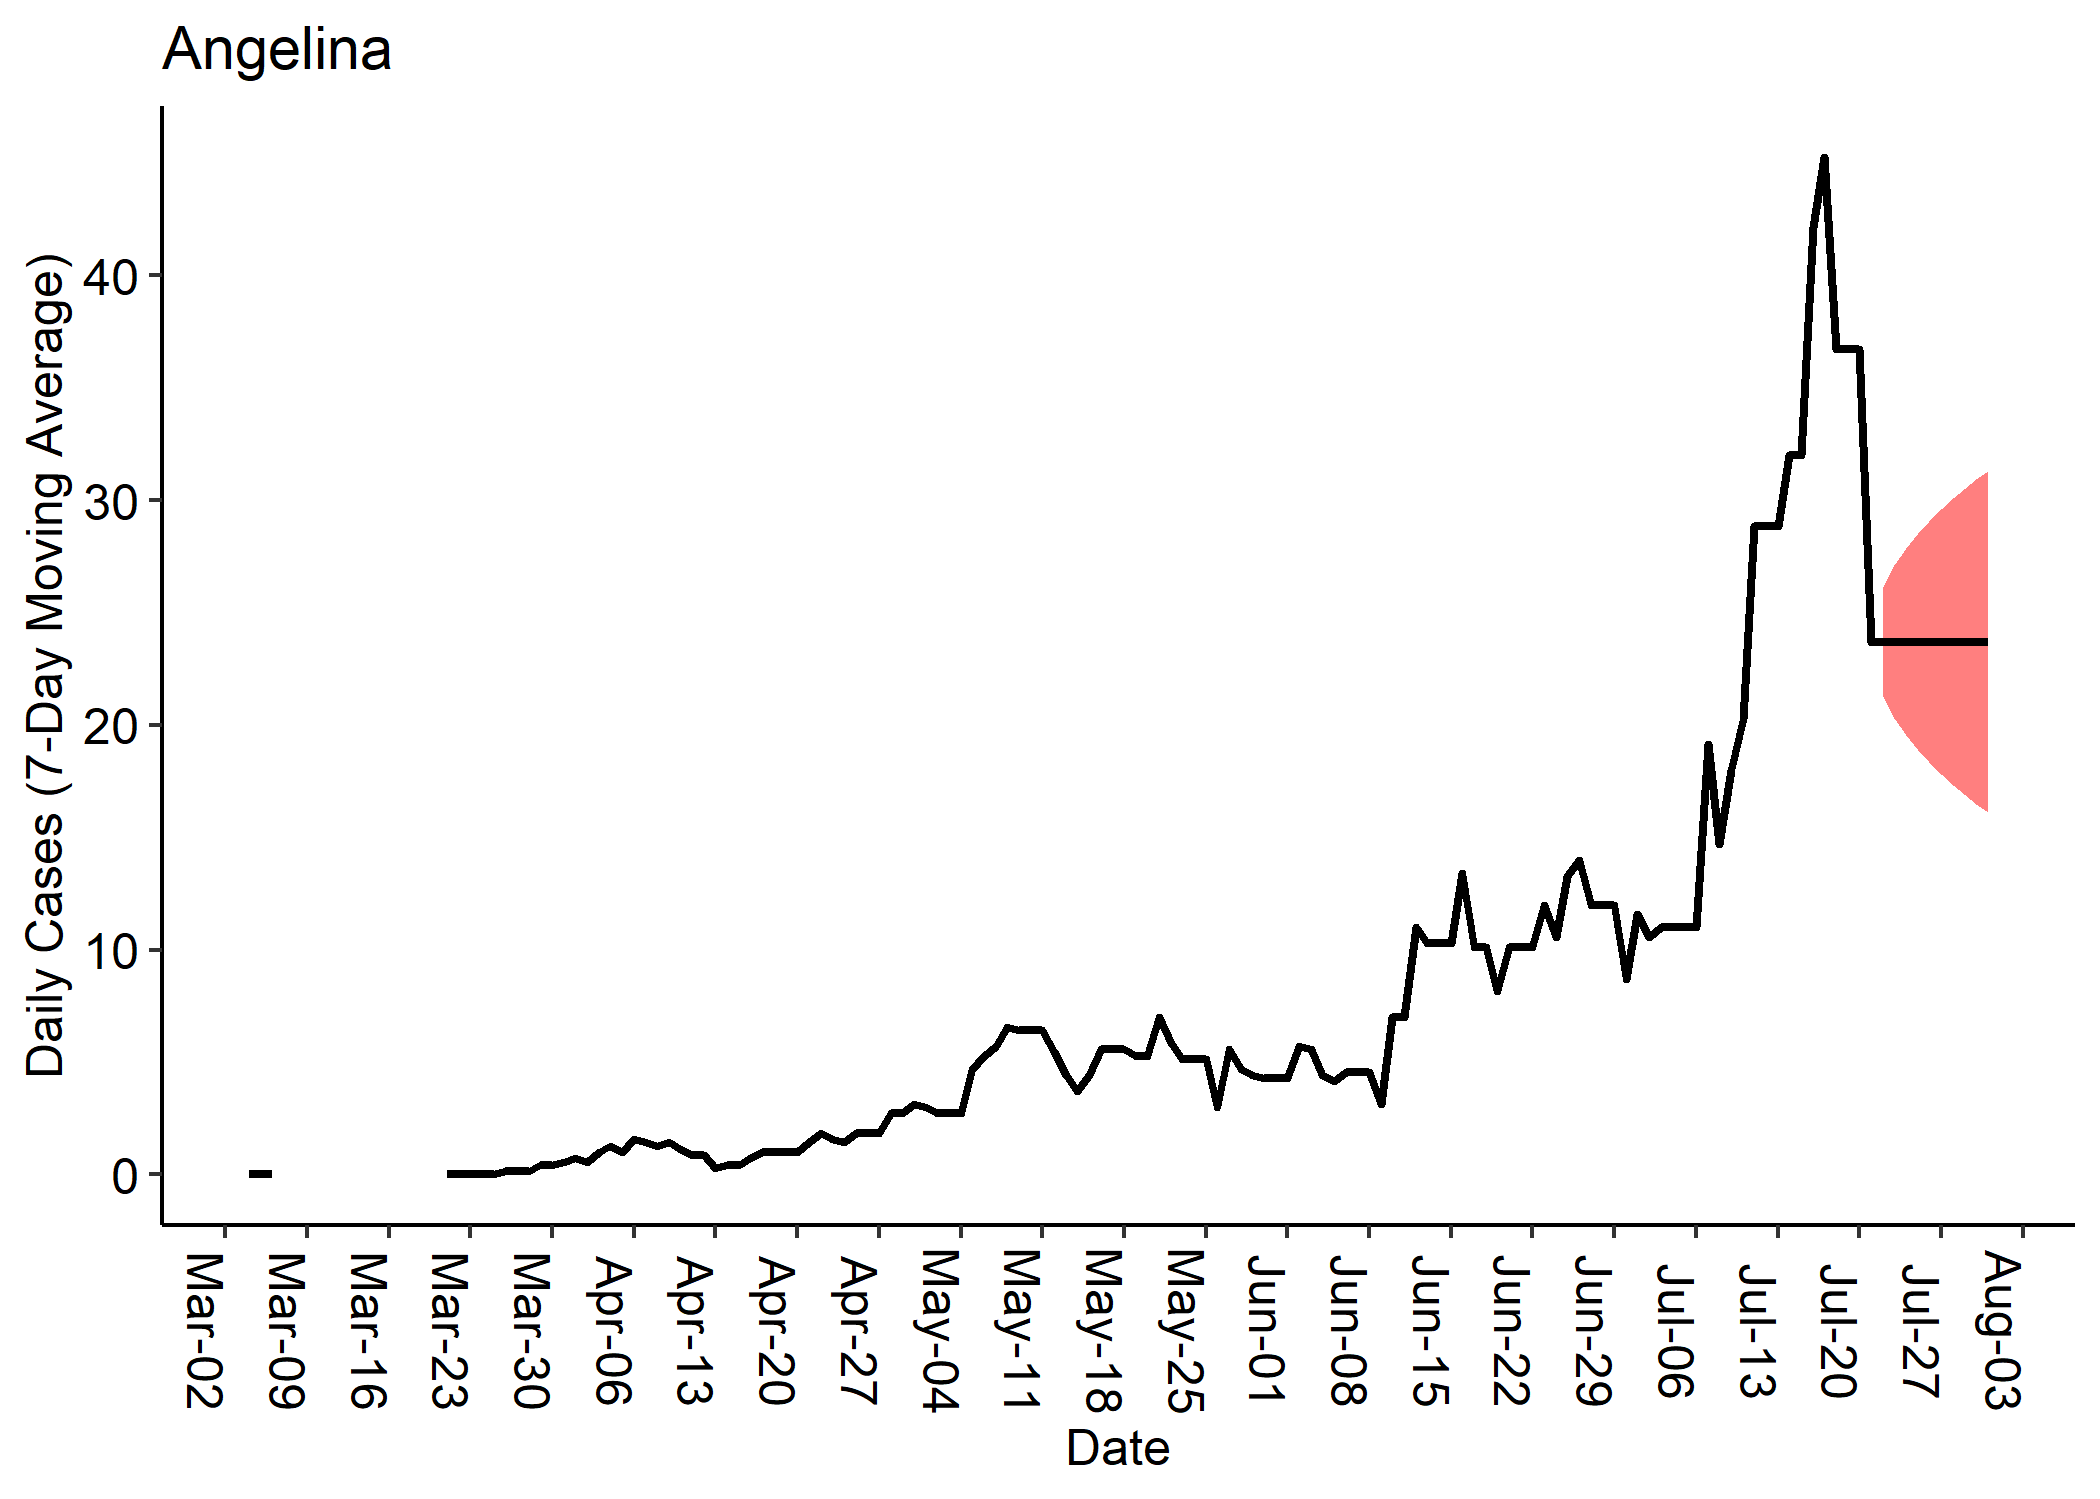 Angelina
Daily Cases (7-Day Moving Average)
40
30
20
10
0
Mar-02
Mar-09
Mar-16
Mar-23
Mar-30
Apr-06
Apr-13
Apr-20
Apr-27
May-04
May-11
May-18
May-25
Jun-01
Jun-08
Jun-15
Jun-22
Jun-29
Jul-06
Jul-13
Jul-20
Jul-27
Aug-03
Date